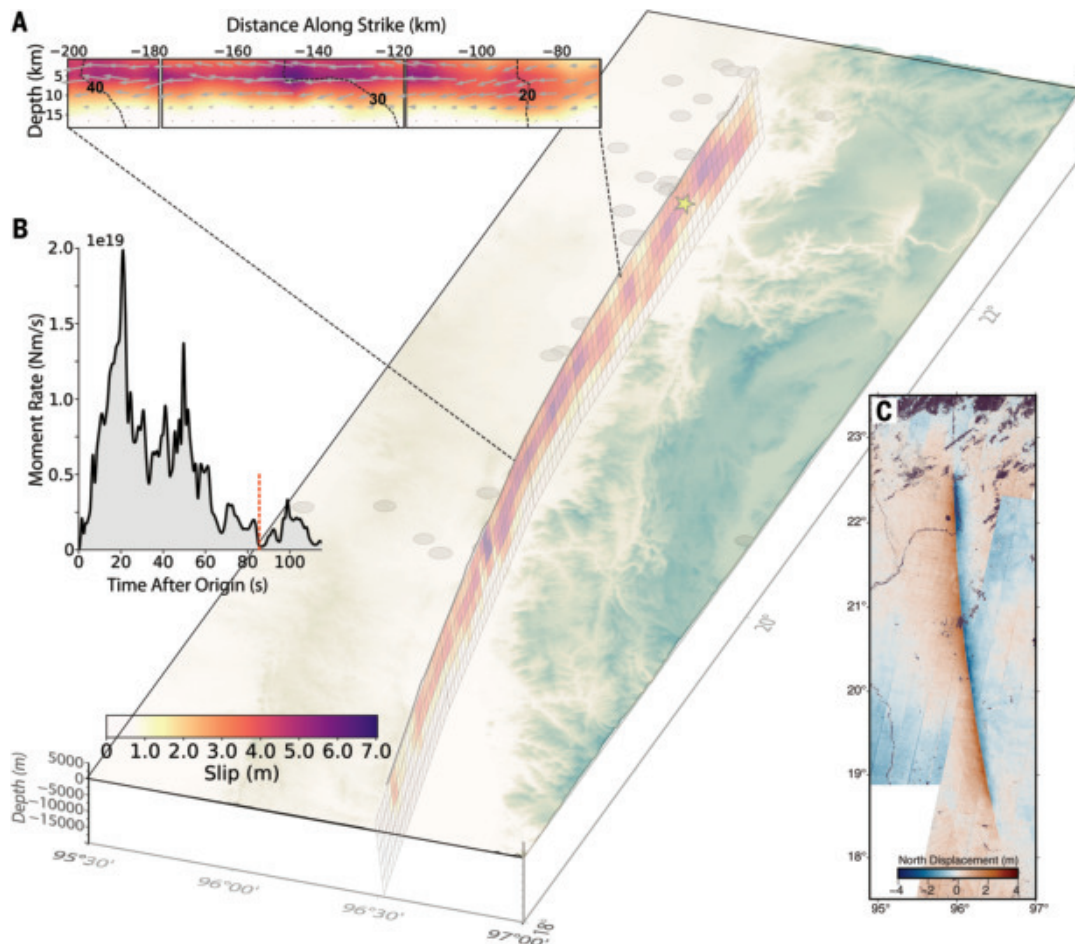 A
Distance Along Strike (km)
−200 −180 −160 −140 −120 −100 −80
Depth (km)
5
10
15
40
30
20
B
1e19
Moment Rate (Nm/s)
2.0
1.5
1.0
0.5
0
0 20 40 60 80 100
Time After Origin (s)
22°
20°
18°
C
23°
22°
21°
20°
19°
18°
North Displacement (m)
−4 −2 0 2 4
95° 96° 97°
0 1.0 2.0 3.0 4.0 5.0 6.0 7.0
Slip (m)
Depth (m)
5000
0
−5000
−10000
−15000
95°30'
96°00'
96°30'
97°00'